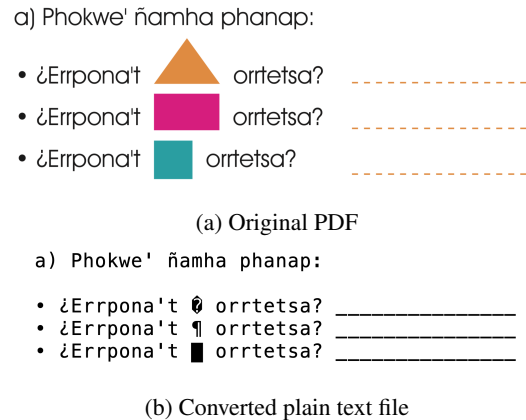 a) Phokwe' ñamha phanap:
• ¿Errpona't orrtetsa?
• ¿Errpona't orrtetsa?
• ¿Errpona't orrtetsa?
(a) Original PDF
a) Phokwe' ñamha phanap:
• ¿Errpona't � orrtetsa? _______________
• ¿Errpona't ¶ orrtetsa? _______________
• ¿Errpona't █ orrtetsa? _______________
(b) Converted plain text file